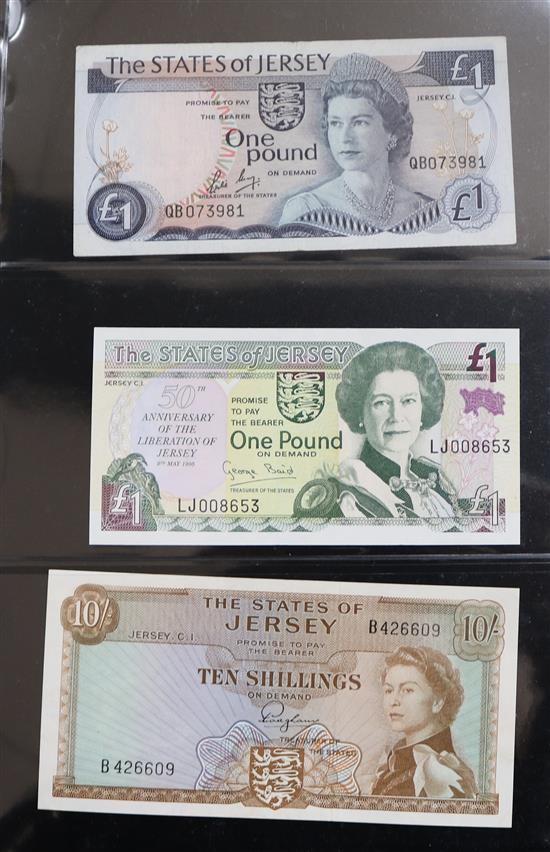 The STATES of JERSEY
£1
PROMISE TO PAY
THE BEARER
JERSEY.C.I.
One
pound
ON DEMAND
QB073981
TREASURER OF THE STATES
£1
QB073981
£1
The STATES of JERSEY
£1
JERSEY C.I.
50TH
ANNIVERSARY
OF THE
LIBERATION OF
JERSEY
9TH MAY 1995
PROMISE
TO PAY
THE BEARER
One Pound
ON DEMAND
LJ008653
George Baird
TREASURER OF THE STATES
£1
LJ008653
£1
10/-
THE STATES OF
JERSEY
B426609
10/-
JERSEY. C.I.
PROMISE TO PAY
THE BEARER
TEN SHILLINGS
ON DEMAND
TREASURER OF
THE STATES
B426609